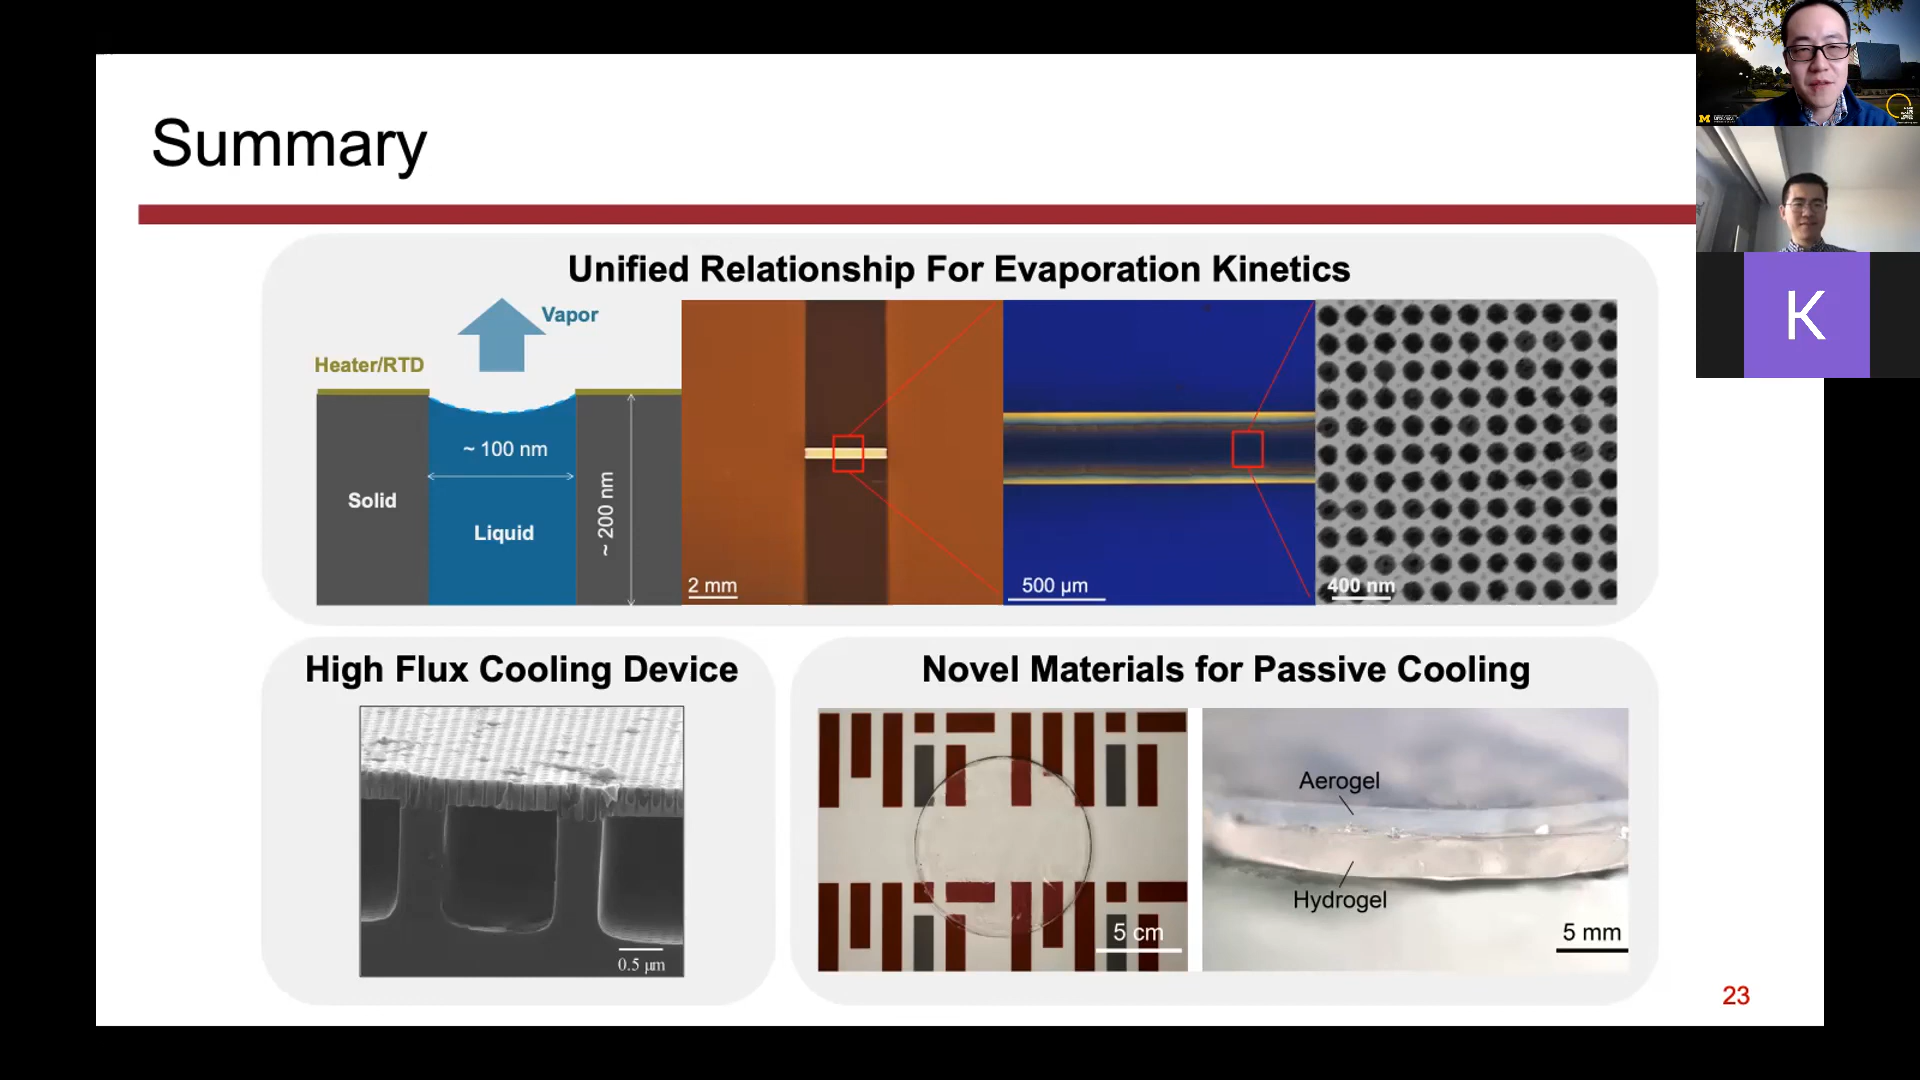 Summary
Unified Relationship For Evaporation Kinetics
Vapor
Heater/RTD
~ 100 nm
Solid
Liquid
~ 200 nm
2 mm
500 μm
400 nm
High Flux Cooling Device
0.5 μm
Novel Materials for Passive Cooling
5 cm
Aerogel
Hydrogel
5 mm
23
M
K